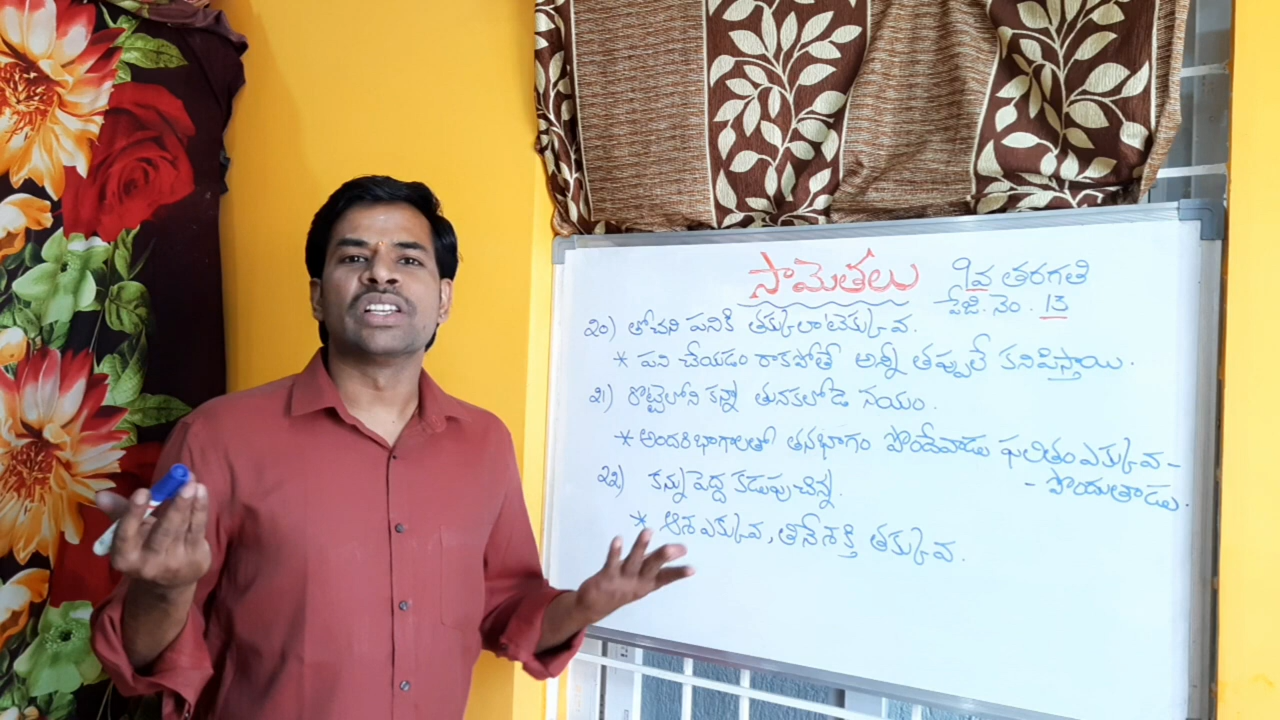 సామెతలు 9వ తరగతి
పేజి.నెం. 13
20) తోచని పనికి తక్కులాటెక్కువ.
* పని చేయడం రాకపోతే అన్నీ తప్పులే కనిపిస్తాయి.
21) రొట్టెలోని కన్నా తునకలోడె నయం.
* అందరి భాగాలతో తనభాగం పొందేవాడు ఫలితం ఎక్కువ -
- పొందుతాడు.
22) కన్ను పెద్ద కడుపు చిన్న.
* ఆశ ఎక్కువ, తినేశక్తి తక్కువ.